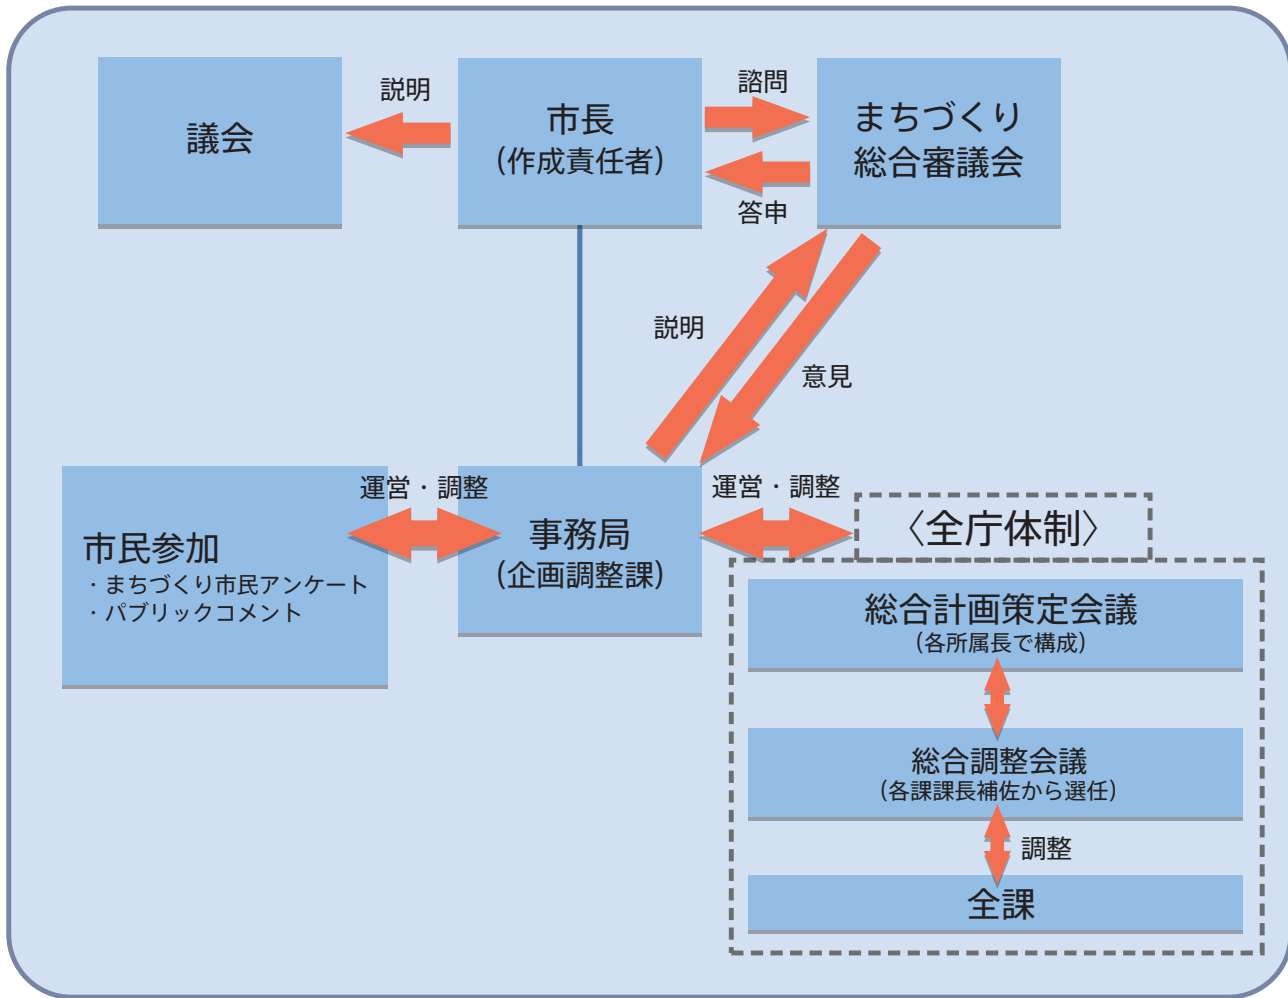 議会
説明
市長
(作成責任者)
諮問
答申
まちづくり
総合審議会
説明
意見
市民参加
・まちづくり市民アンケート
・パブリックコメント
運営・調整
事務局
(企画調整課)
運営・調整
〈全庁体制〉
総合計画策定会議
(各所属長で構成)
総合調整会議
(各課課長補佐から選任)
調整
全課